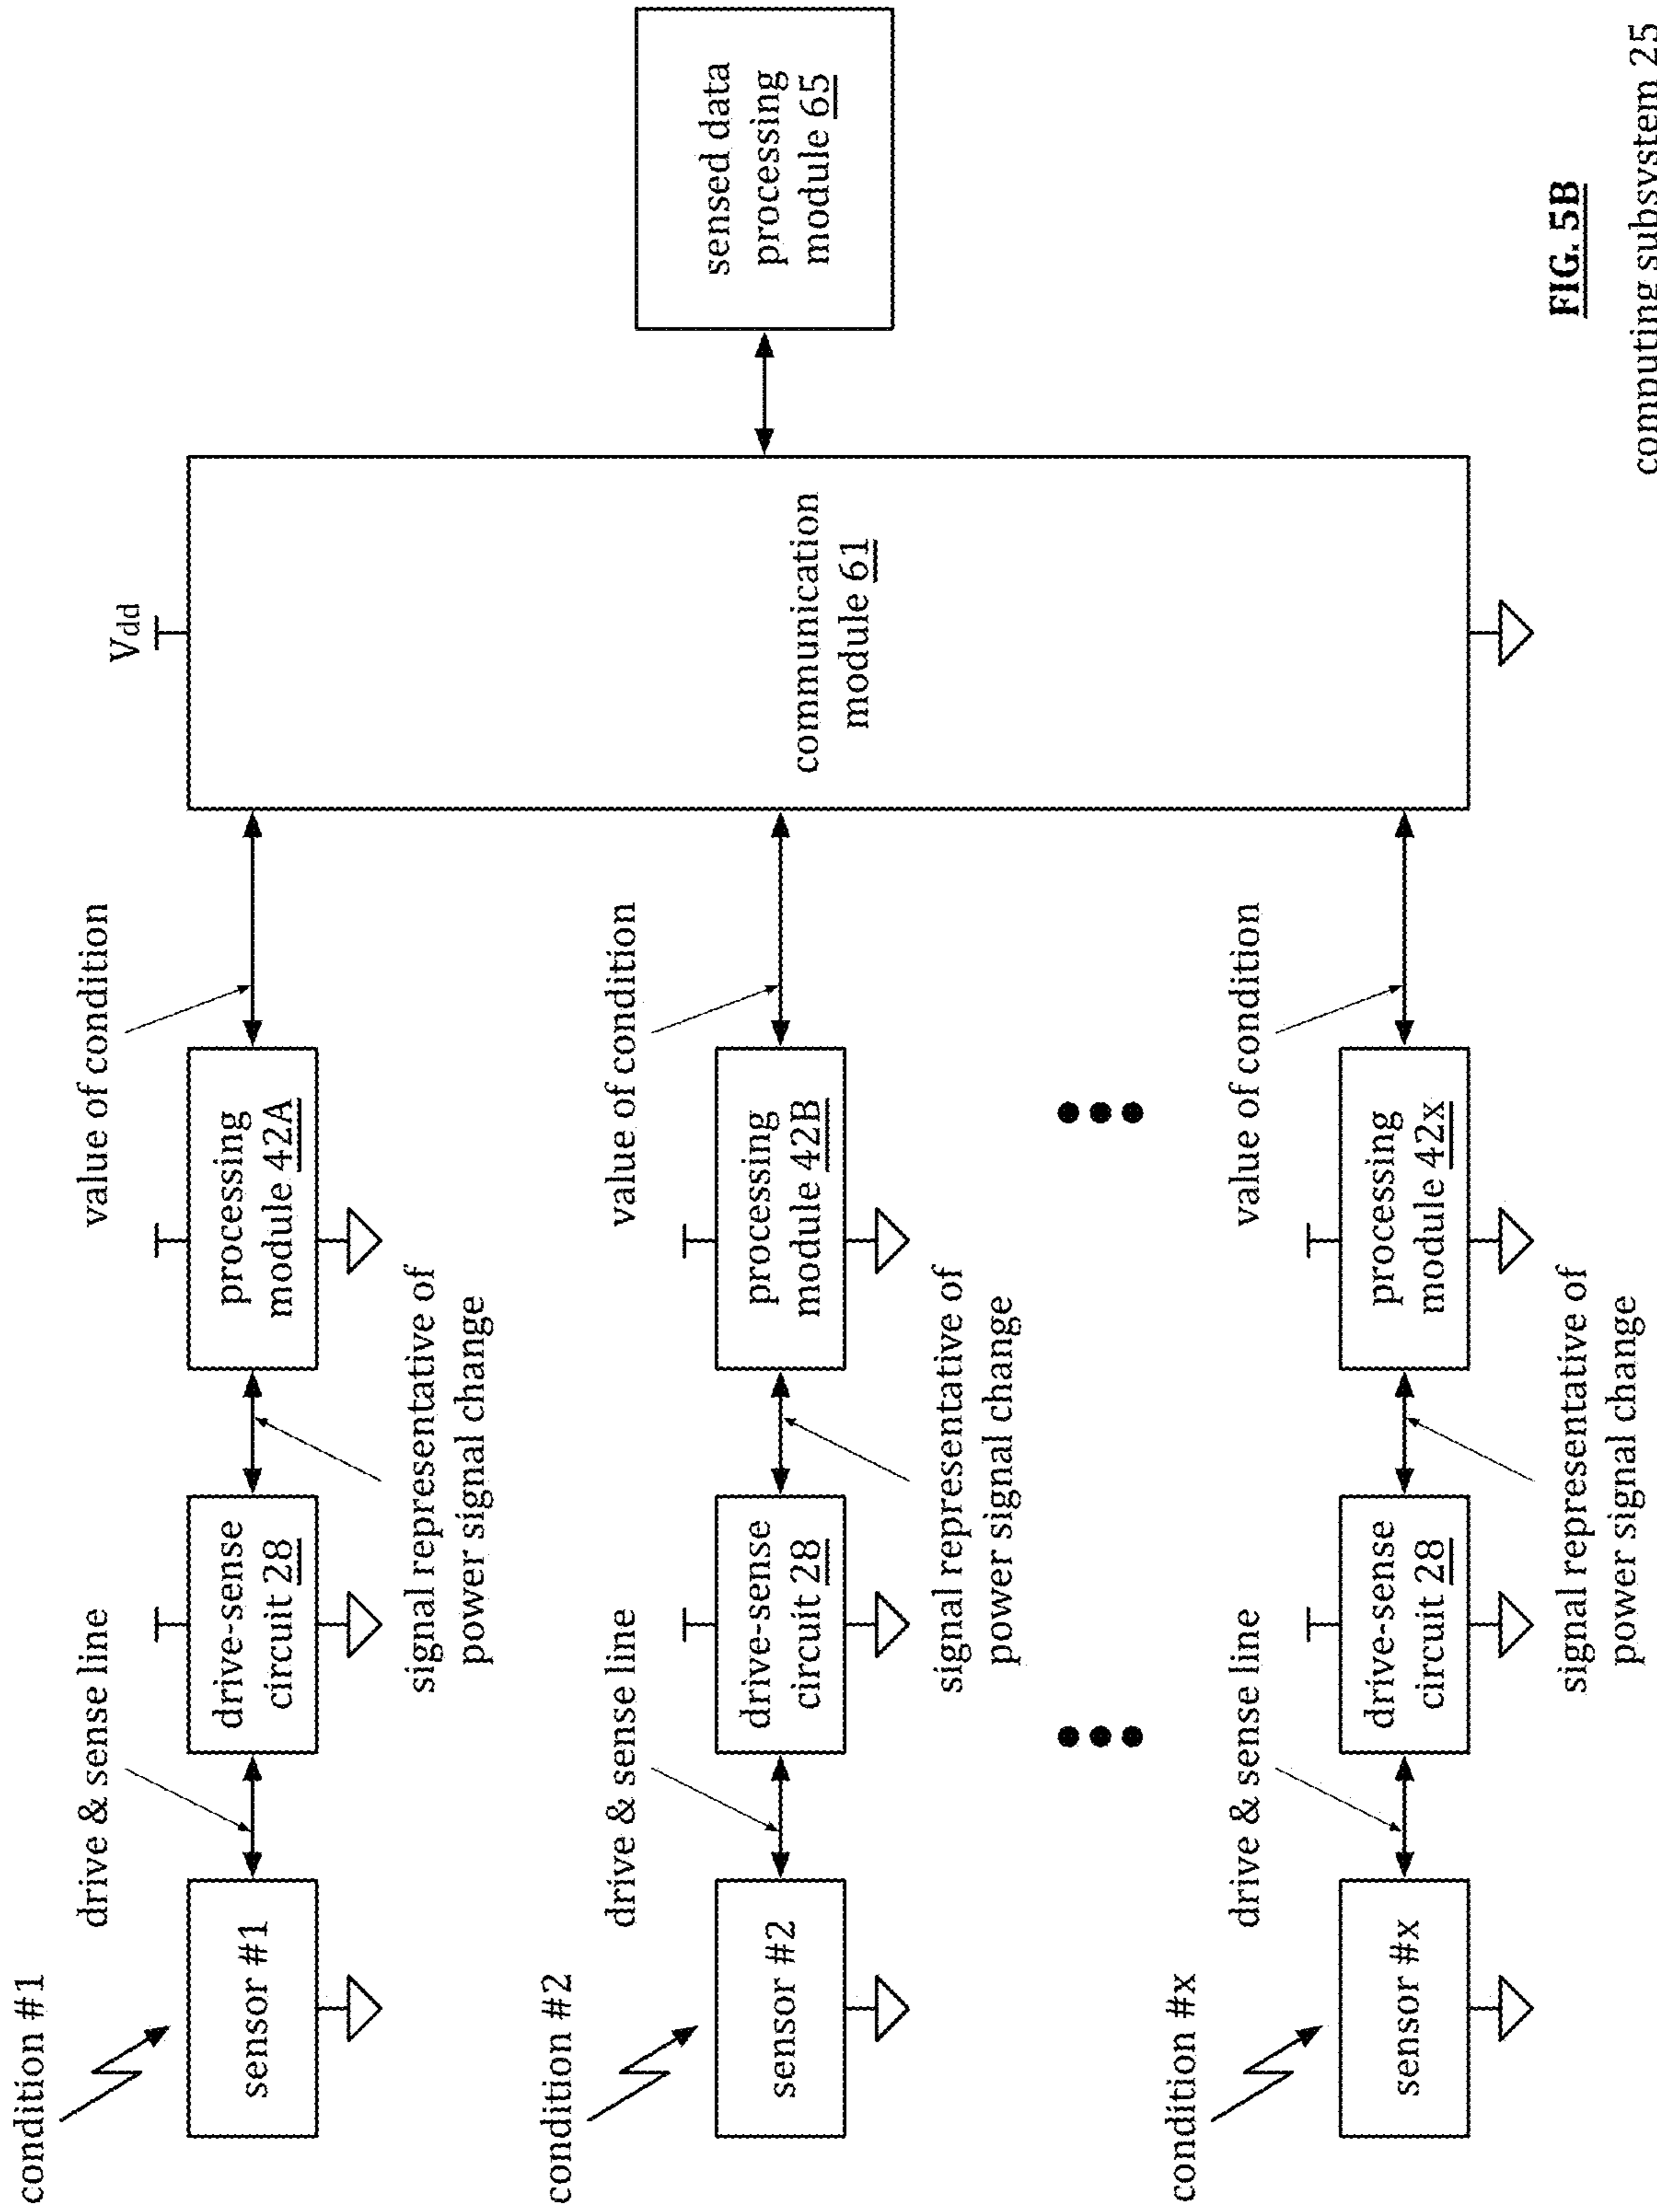 condition #1
drive & sense line
value of condition
Vdd
sensor #1
drive-sense
circuit 28
processing
module 42A
signal representative of
power signal change
condition #2
drive & sense line
value of condition
sensor #2
drive-sense
circuit 28
processing
module 42B
signal representative of
power signal change
communication
module 61
sensed data
processing
module 65
condition #x
drive & sense line
value of condition
sensor #x
drive-sense
circuit 28
processing
module 42x
signal representative of
power signal change
FIG. 5B
computing subsystem 25